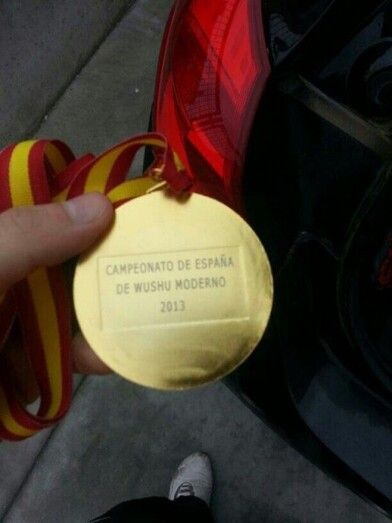 CAMPEONATO DE ESPAÑA
DE WUSHU MODERNO
2013